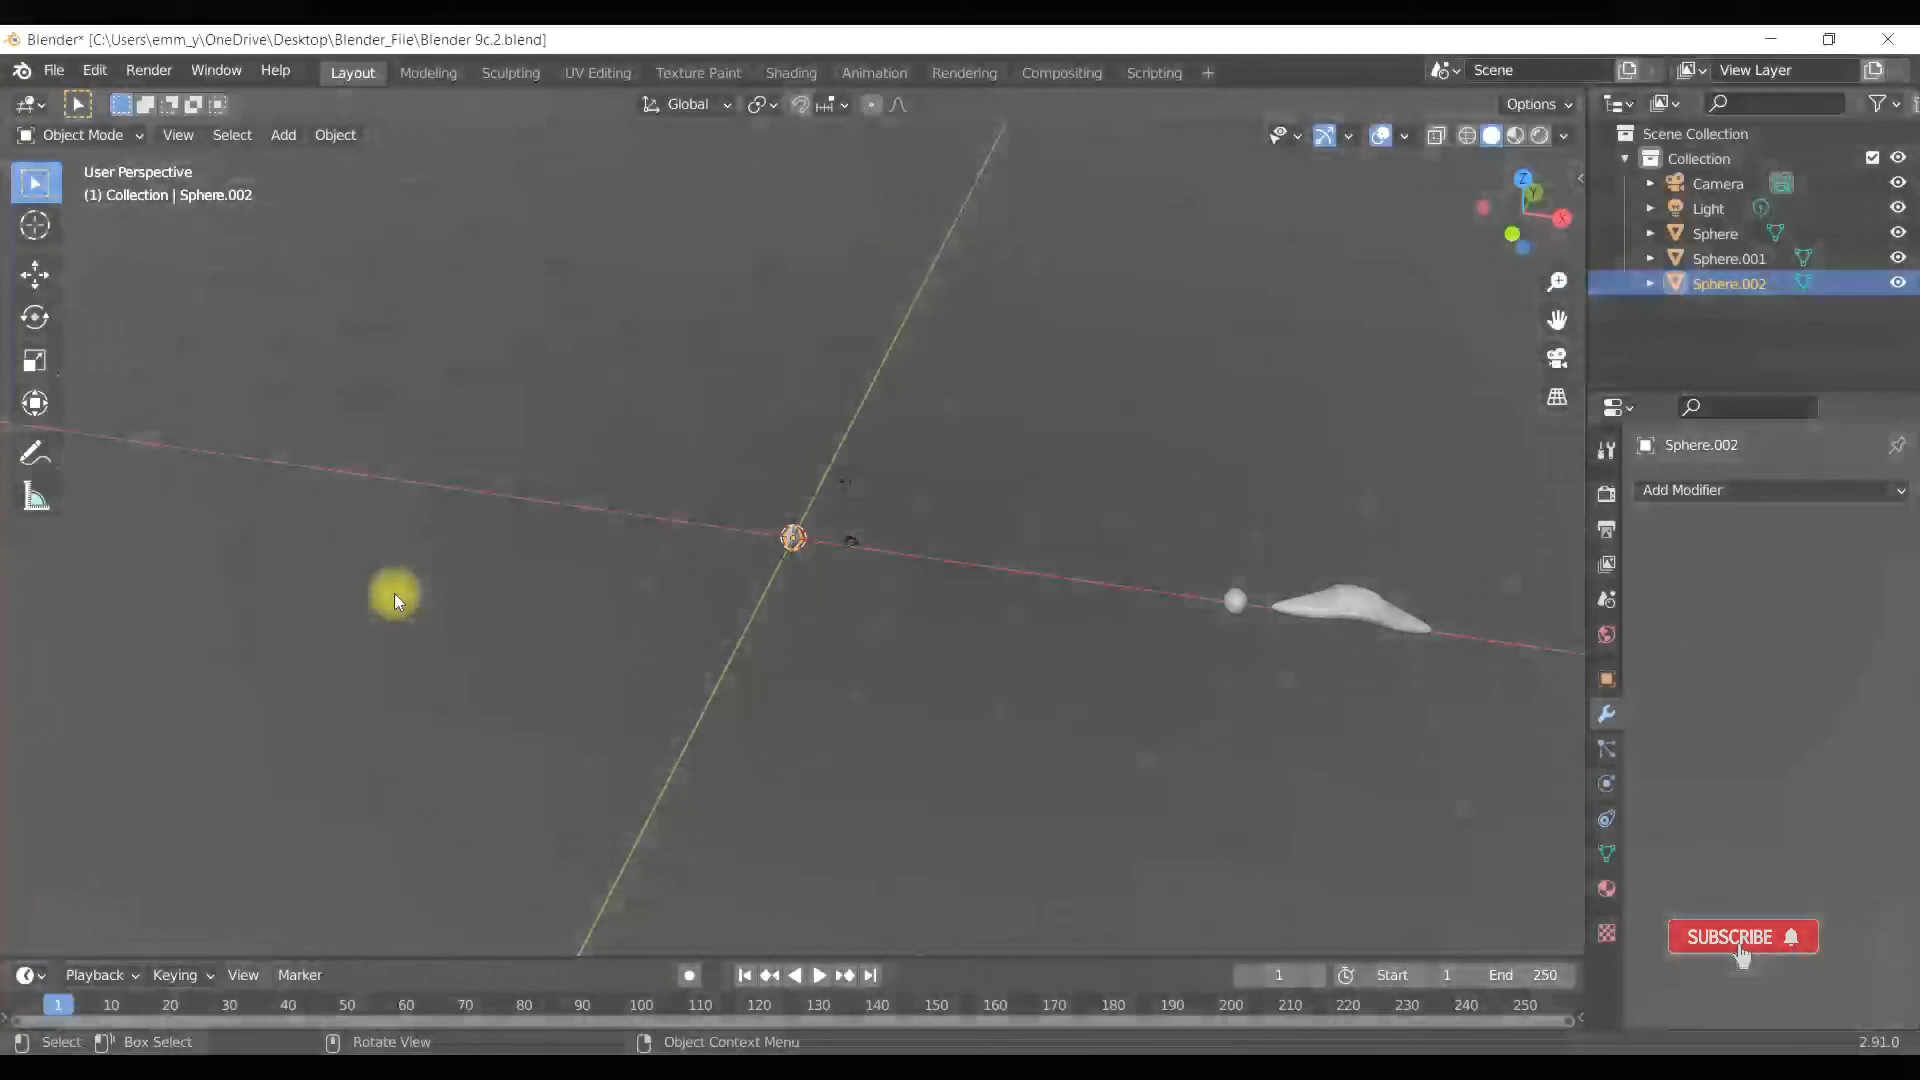 Blender* [C:\Users\emm_y\OneDrive\Desktop\Blender_File\Blender 9c.2.blend]
File Edit Render Window Help Layout Modeling Sculpting UV Editing Texture Paint Shading Animation Rendering Compositing Scripting + Scene View Layer
Global Options
Object Mode View Select Add Object
User Perspective
(1) Collection | Sphere.002
Z
Y
X
Scene Collection
Collection
Camera
Light
Sphere
Sphere.001
Sphere.002
Sphere.002
Add Modifier
SUBSCRIBE
Playback Keying View Marker 1 Start 1 End 250
1 10 20 30 40 50 60 70 80 90 100 110 120 130 140 150 160 170 180 190 200 210 220 230 240 250
Select Box Select Rotate View Object Context Menu 2.91.0